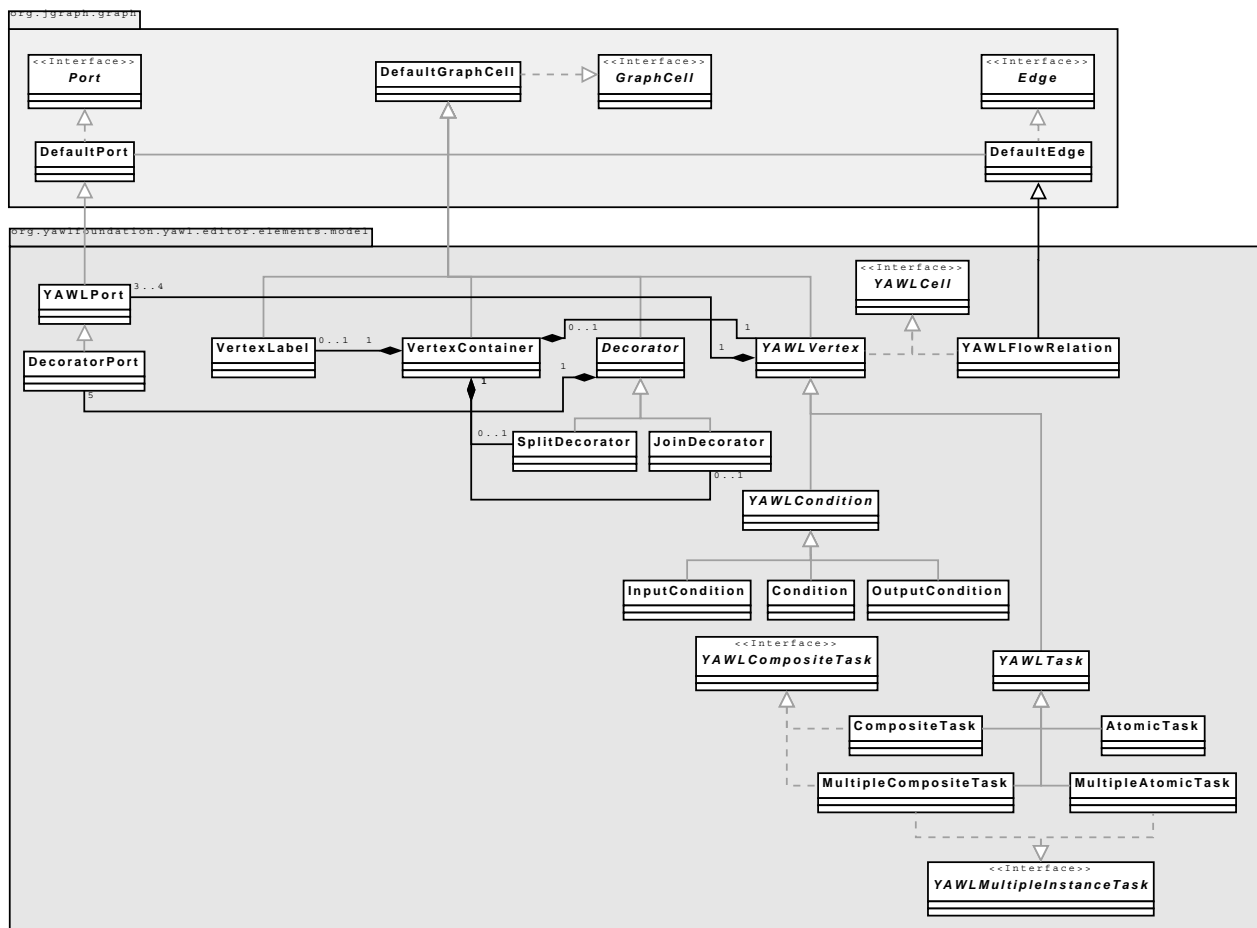 org.jgraph.graph
<<Interface>>
Port
DefaultGraphCell
<<Interface>>
GraphCell
<<Interface>>
Edge
DefaultPort
DefaultEdge
org.yawlfoundation.yawl.editor.elements.model
<<Interface>>
YAWLCell
YAWLPort
3..4
VertexLabel
0..1
1
VertexContainer
0..1
Decorator
1
1
YAWLVertex
YAWLFlowRelation
DecoratorPort
5
1
1
0..1
SplitDecorator
JoinDecorator
0..1
YAWLCondition
InputCondition
Condition
OutputCondition
<<Interface>>
YAWLCompositeTask
YAWLTask
CompositeTask
AtomicTask
MultipleCompositeTask
MultipleAtomicTask
<<Interface>>
YAWLMultipleInstanceTask